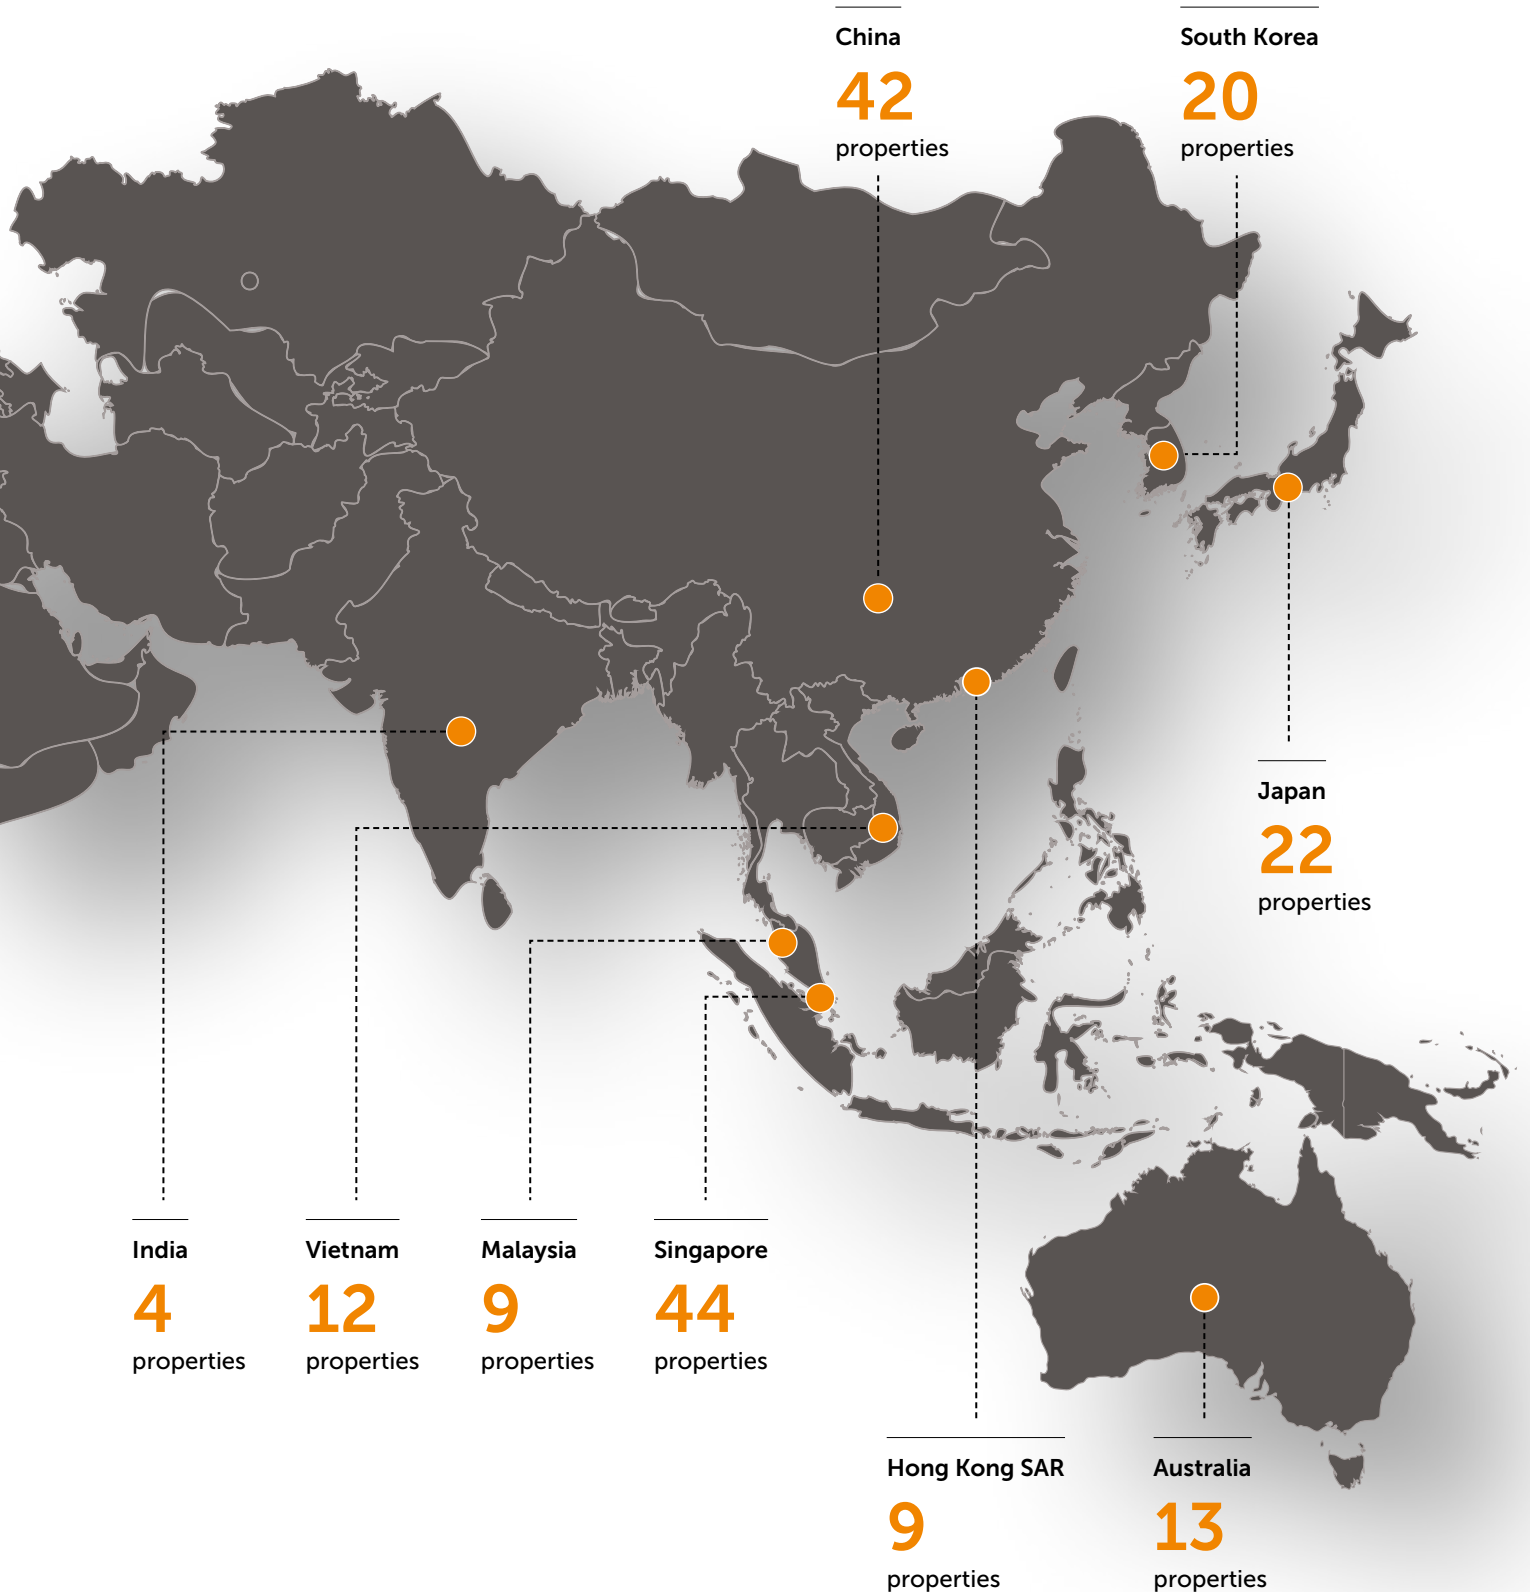 China
42
properties
South Korea
20
properties
Japan
22
properties
India
4
properties
Vietnam
12
properties
Malaysia
9
properties
Singapore
44
properties
Hong Kong SAR
9
properties
Australia
13
properties